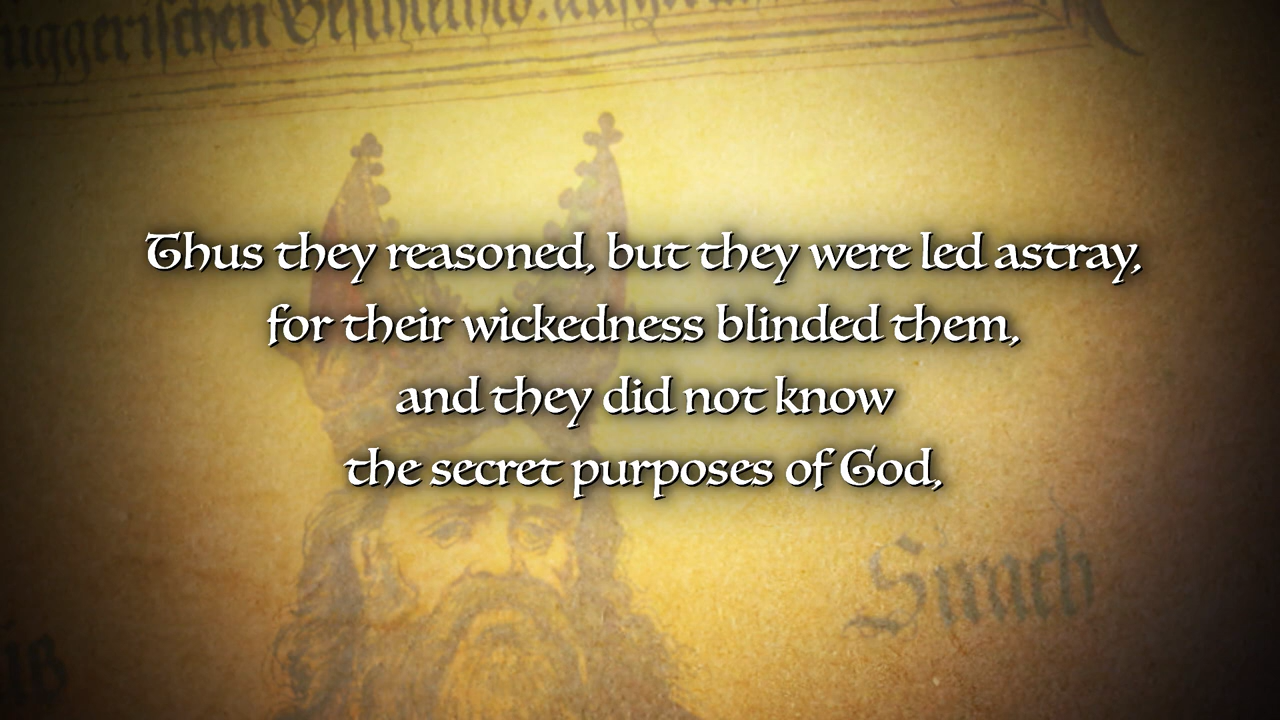 Thus they reasoned, but they were led astray,
for their wickedness blinded them,
and they did not know
the secret purposes of God,